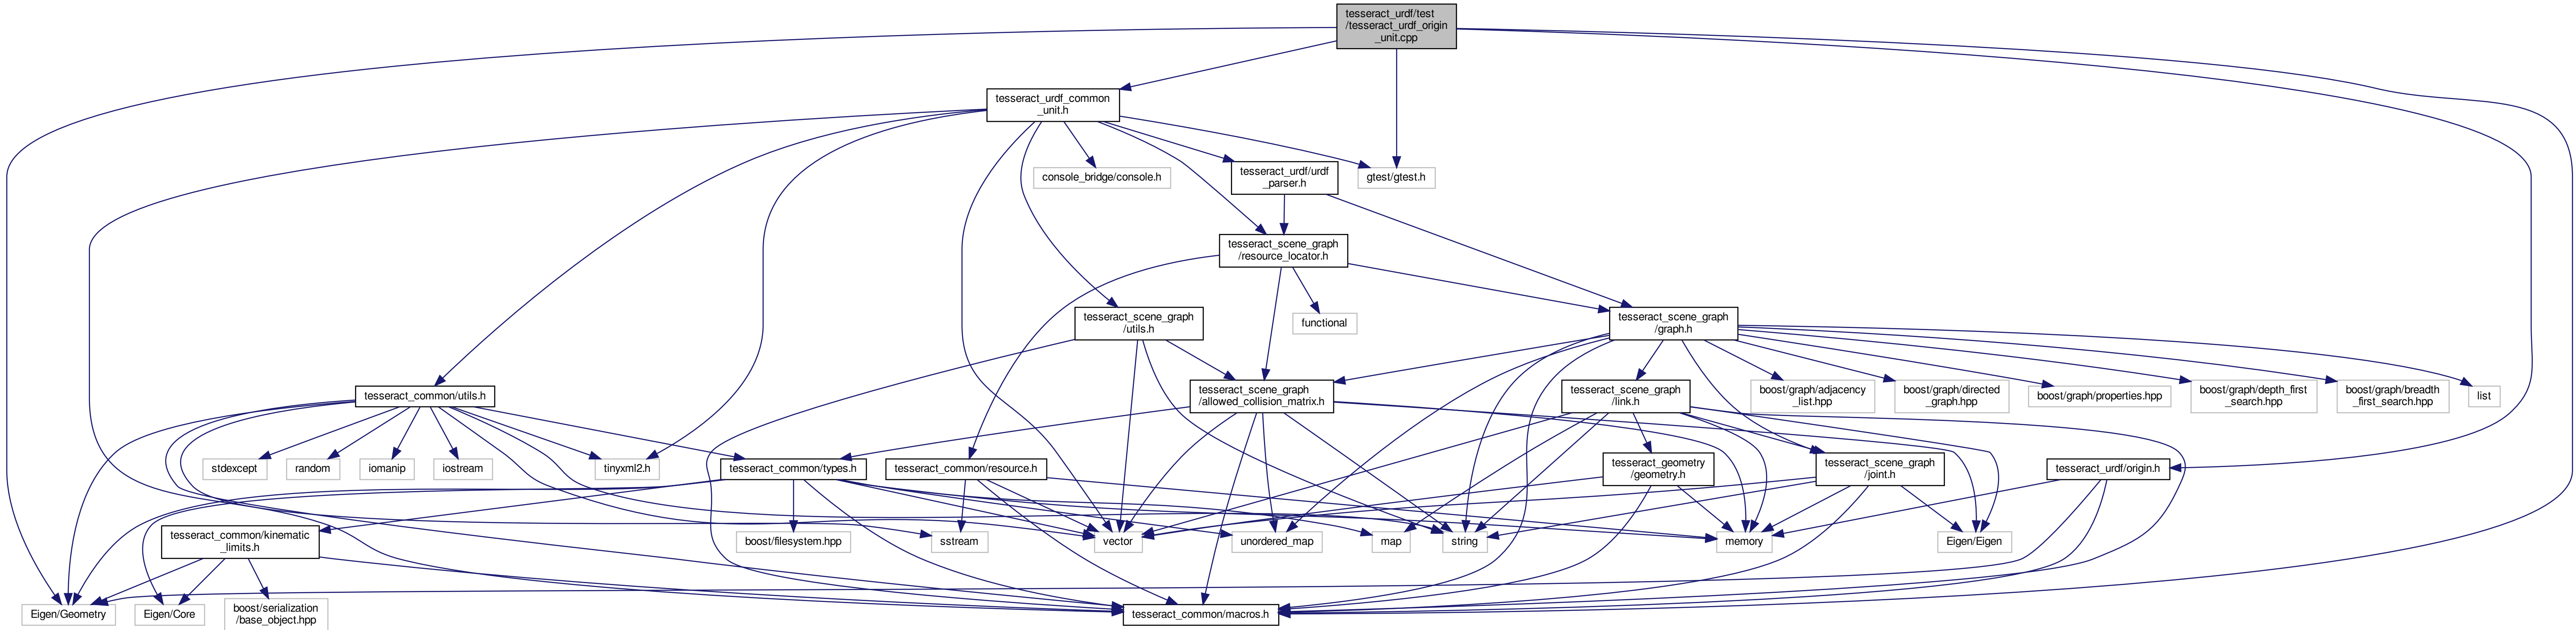 tesseract_urdf/test
/tesseract_urdf_origin
_unit.cpp
tesseract_urdf_common
_unit.h
console_bridge/console.h
tesseract_urdf/urdf
_parser.h
gtest/gtest.h
tesseract_scene_graph
/resource_locator.h
tesseract_scene_graph
/utils.h
functional
tesseract_scene_graph
/graph.h
tesseract_common/utils.h
tesseract_scene_graph
/allowed_collision_matrix.h
tesseract_scene_graph
/link.h
boost/graph/adjacency
_list.hpp
boost/graph/directed
_graph.hpp
boost/graph/properties.hpp
boost/graph/depth_first
_search.hpp
boost/graph/breadth
_first_search.hpp
list
stdexcept
random
iomanip
iostream
tinyxml2.h
tesseract_common/types.h
tesseract_common/resource.h
tesseract_geometry
/geometry.h
tesseract_scene_graph
/joint.h
tesseract_urdf/origin.h
tesseract_common/kinematic
_limits.h
boost/filesystem.hpp
sstream
vector
unordered_map
map
string
memory
Eigen/Eigen
Eigen/Geometry
Eigen/Core
boost/serialization
/base_object.hpp
tesseract_common/macros.h